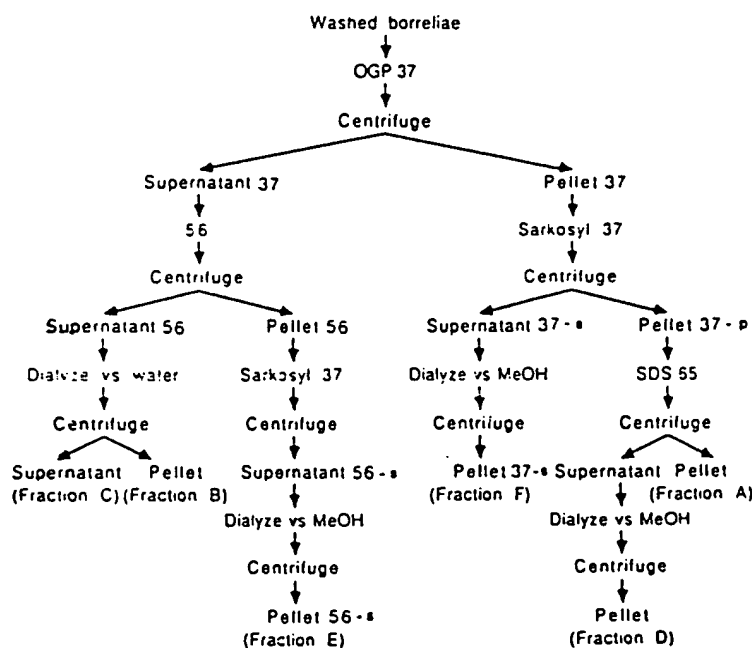 Washed borreliae
OGP 37
Centrifuge
Supernatant 37 Pellet 37
56 Sarkosyl 37
Centrifuge Centrifuge
Supernatant 56 Pellet 56 Supernatant 37-s Pellet 37-p
Dialyze vs water Sarkosyl 37 Dialyze vs MeOH SDS 65
Centrifuge Centrifuge Centrifuge Centrifuge
Supernatant Pellet Supernatant 56-s Pellet 37-s Supernatant Pellet
(Fraction C) (Fraction B) (Fraction F) (Fraction A)
Dialyze vs MeOH Dialyze vs MeOH
Centrifuge Centrifuge
Pellet 56-s Pellet
(Fraction E) (Fraction D)